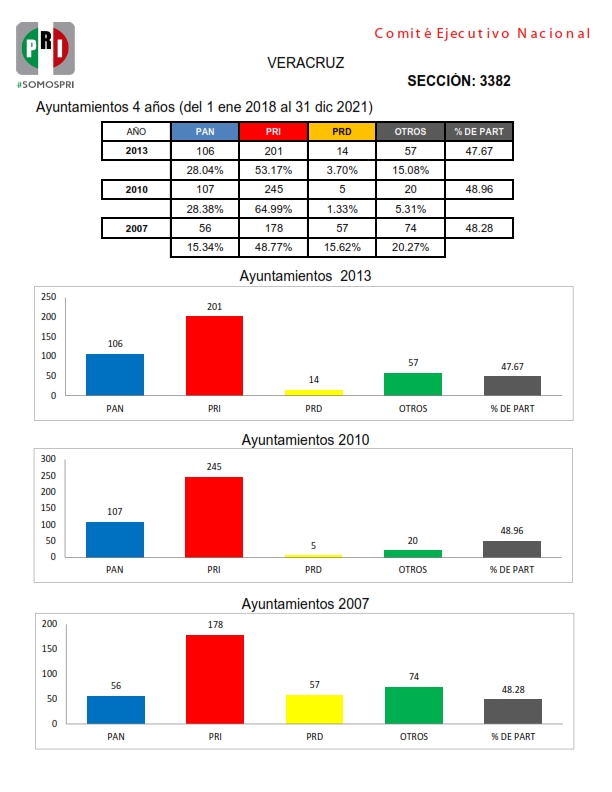 PRI
#SOMOSPRI
Comité Ejecutivo Nacional
VERACRUZ
SECCIÓN: 3382
Ayuntamientos 4 años (del 1 ene 2018 al 31 dic 2021)
AÑO PAN PRI PRD OTROS % DE PART
2013 106 201 14 57 47.67
28.04% 53.17% 3.70% 15.08%
2010 107 245 5 20 48.96
28.38% 64.99% 1.33% 5.31%
2007 56 178 57 74 48.28
15.34% 48.77% 15.62% 20.27%
Ayuntamientos 2013
250
200
150
100
50
0
106 201 14 57 47.67
PAN PRI PRD OTROS % DE PART
Ayuntamientos 2010
300
250
200
150
100
50
0
107 245 5 20 48.96
PAN PRI PRD OTROS % DE PART
Ayuntamientos 2007
200
150
100
50
0
56 178 57 74 48.28
PAN PRI PRD OTROS % DE PART